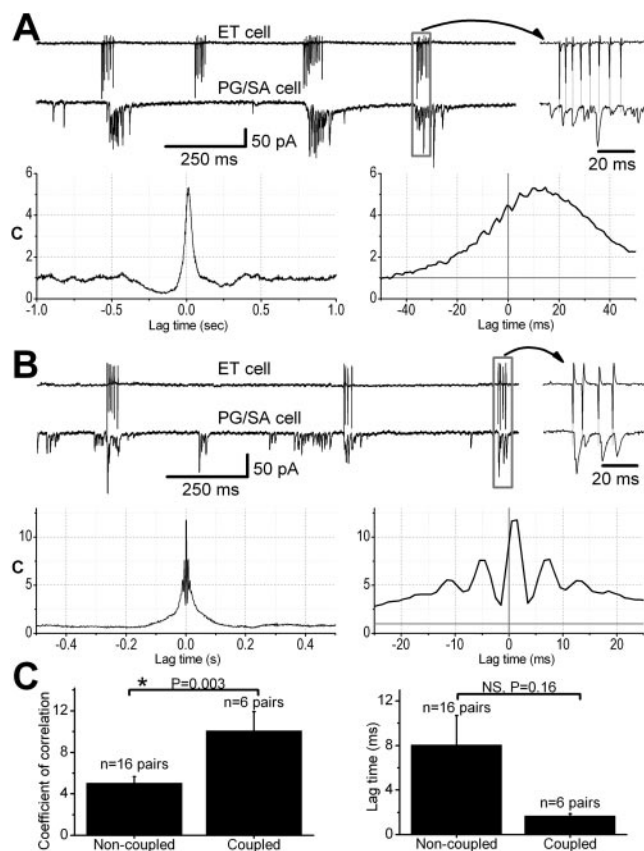 A
ET cell
PG/SA cell
50 pA
250 ms
20 ms
6
4
C
2
0
-1.0 -0.5 0.0 0.5 1.0
Lag time (sec)
6
4
2
0
-40 -20 0 20 40
Lag time (ms)
B
ET cell
PG/SA cell
50 pA
250 ms
20 ms
10
C
5
0
-0.4 -0.2 0.0 0.2 0.4
Lag time (s)
10
5
0
-20 -10 0 10 20
Lag time (ms)
C
* P=0.003
n=6 pairs
n=16 pairs
Coefficient of correlation
12
8
4
0
Non-coupled Coupled
NS, P=0.16
n=16 pairs
n=6 pairs
Lag time (ms)
12
8
4
0
Non-coupled Coupled